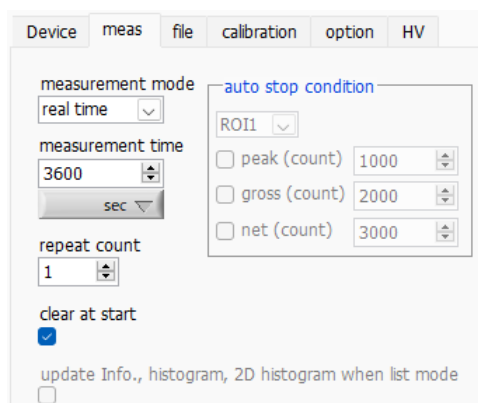 Device meas file calibration option HV
measurement mode
real time
measurement time
3600
sec
repeat count
1
clear at start
auto stop condition
ROI1
peak (count) 1000
gross (count) 2000
net (count) 3000
update Info., histogram, 2D histogram when list mode